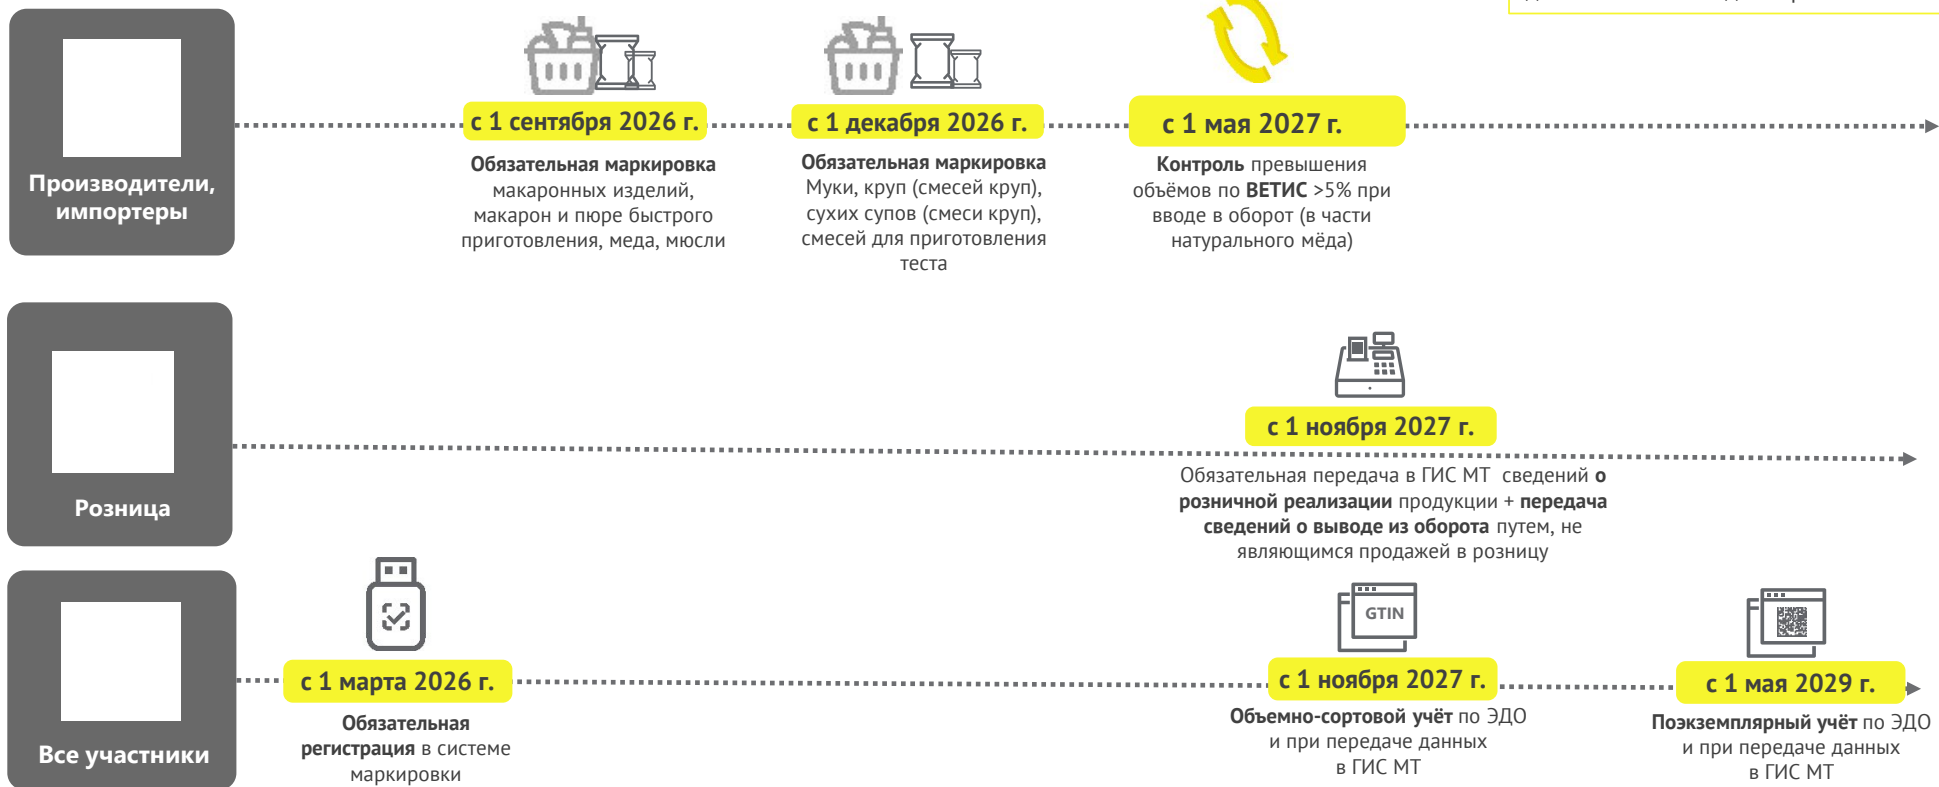 с 1 сентября 2026 г.
с 1 декабря 2026 г.
с 1 мая 2027 г.
Производители,
импортеры
Обязательная маркировка
макаронных изделий,
макарон и пюре быстрого
приготовления, меда, мюсли
Обязательная маркировка
Муки, круп (смесей круп),
сухих супов (смеси круп),
смесей для приготовления
теста
Контроль превышения
объёмов по ВЕТИС >5% при
вводе в оборот (в части
натурального мёда)
Розница
с 1 ноября 2027 г.
Обязательная передача в ГИС МТ сведений о
розничной реализации продукции + передача
сведений о выводе из оборота путем, не
являющимся продажей в розницу
Все участники
с 1 марта 2026 г.
Обязательная
регистрация в системе
маркировки
GTIN
с 1 ноября 2027 г.
Объемно-сортовой учёт по ЭДО
и при передаче данных
в ГИС МТ
с 1 мая 2029 г.
Поэкземплярный учёт по ЭДО
и при передаче данных
в ГИС МТ